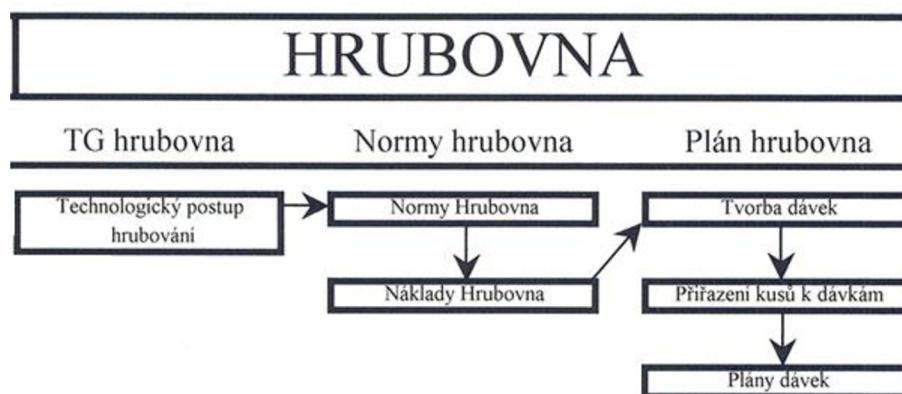 HRUBOVNA
TG hrubovna
Normy hrubovna
Plán hrubovna
Technologický postup
hrubování
Normy Hrubovna
Náklady Hrubovna
Tvorba dávek
Přiřazení kusů k dávkám
Plány dávek